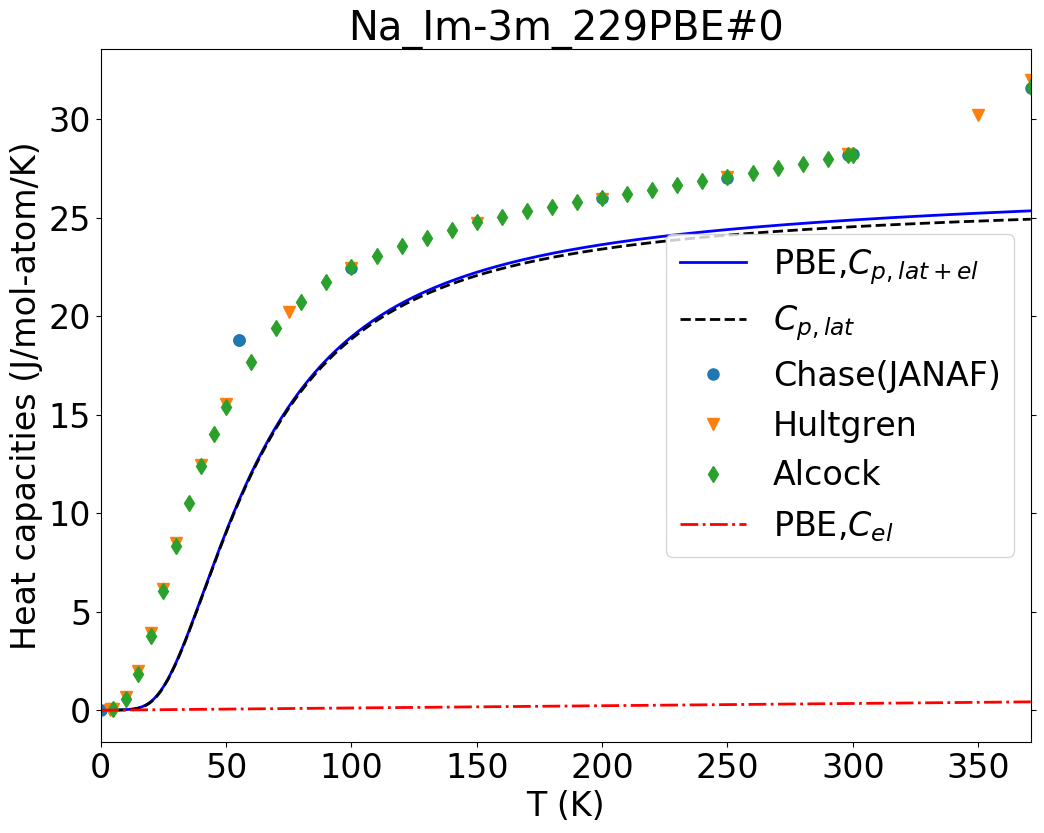 Na_Im-3m_229PBE#0
Heat capacities (J/mol-atom/K)
30
25
20
15
10
5
0
PBE,C_{p, lat+el}
C_{p, lat}
Chase(JANAF)
Hultgren
Alcock
PBE,C_{el}
0 50 100 150 200 250 300 350
T (K)